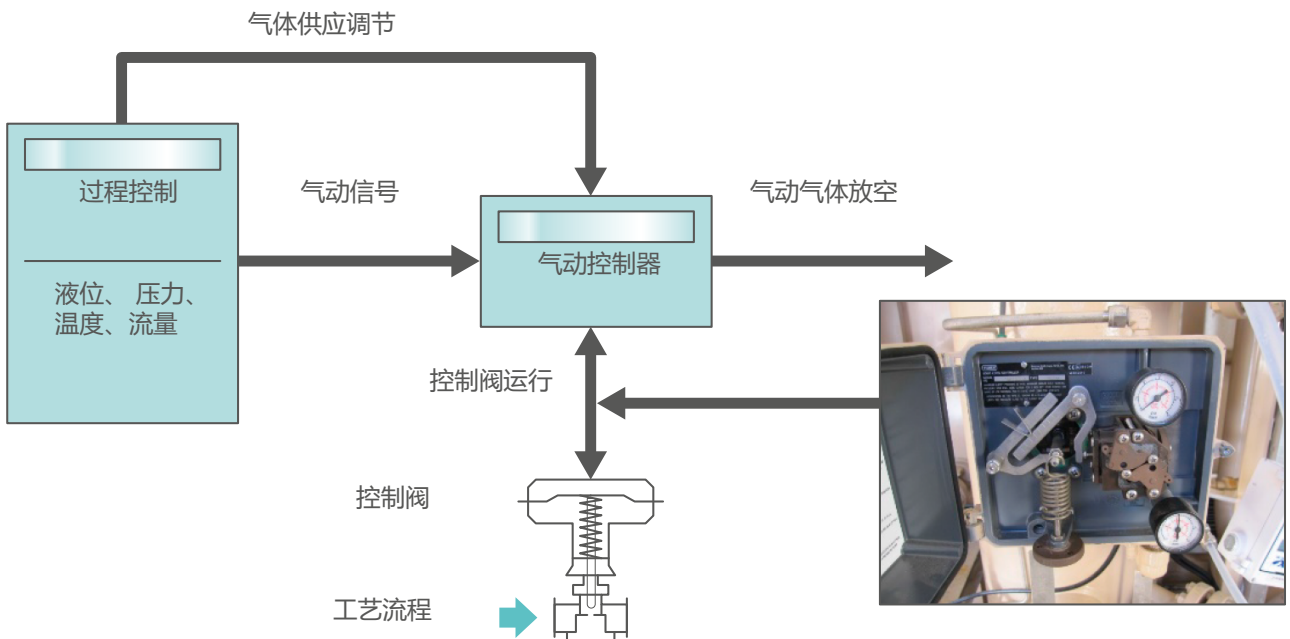 气体供应调节
过程控制
气动信号
气动气体放空
液位、 压力、
温度、流量
气动控制器
控制阀运行
控制阀
工艺流程